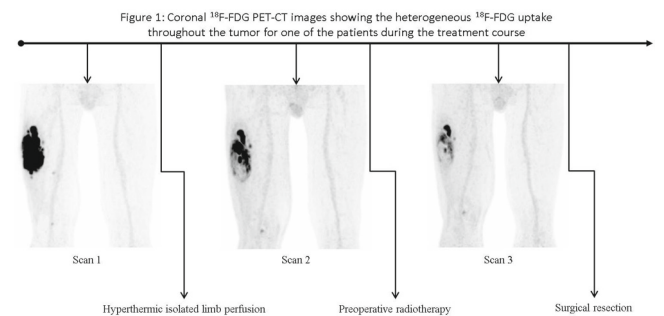 Figure 1: Coronal ¹⁸F-FDG PET-CT images showing the heterogeneous ¹⁸F-FDG uptake
throughout the tumor for one of the patients during the treatment course
Scan 1
Scan 2
Scan 3
Hyperthermic isolated limb perfusion
Preoperative radiotherapy
Surgical resection